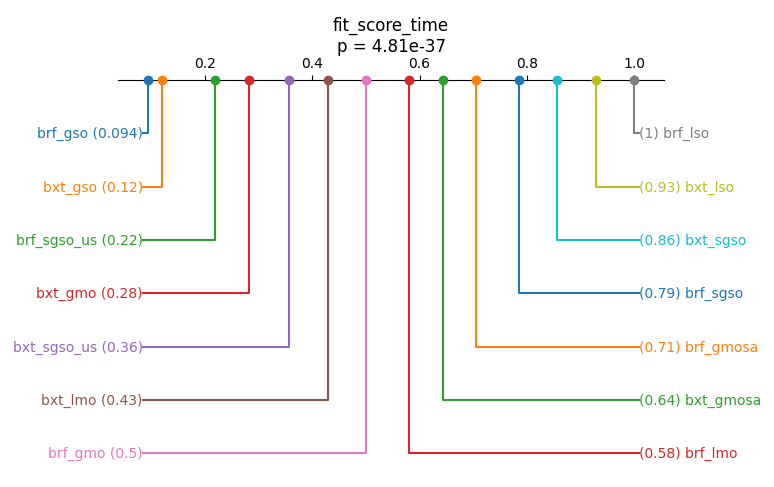 fit_score_time
p = 4.81e-37
0.2 0.4 0.6 0.8 1.0
brf_gso (0.094) (1) brf_lso
bxt_gso (0.12) (0.93) bxt_lso
brf_sgso_us (0.22) (0.86) bxt_sgso
bxt_gmo (0.28) (0.79) brf_sgso
bxt_sgso_us (0.36) (0.71) brf_gmosa
bxt_lmo (0.43) (0.64) bxt_gmosa
brf_gmo (0.5) (0.58) brf_lmo